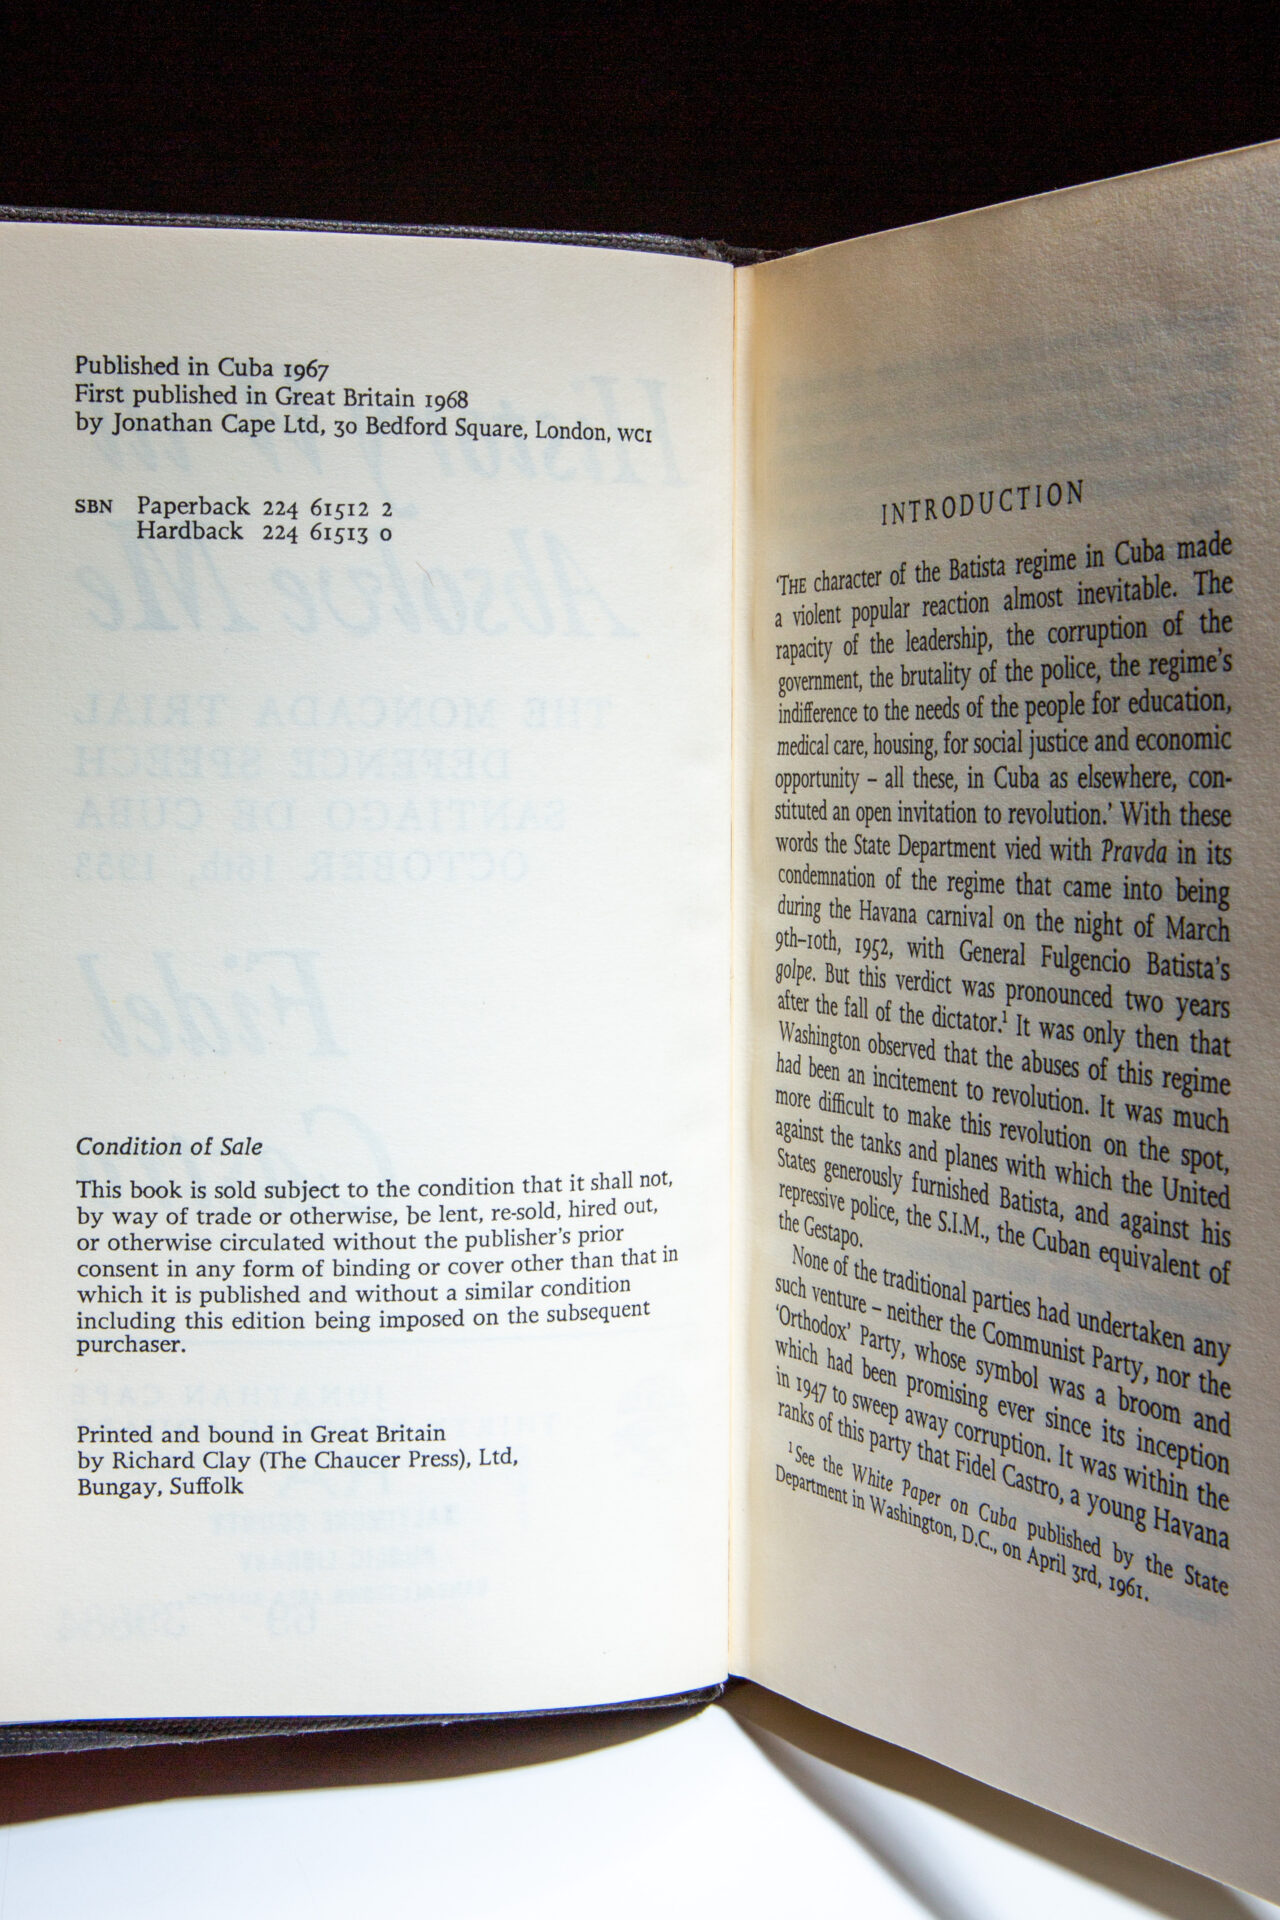 Published in Cuba 1967
First published in Great Britain 1968
by Jonathan Cape Ltd, 30 Bedford Square, London, WC1
SBN Paperback 224 61512 2
Hardback 224 61513 0
Condition of Sale
This book is sold subject to the condition that it shall not,
by way of trade or otherwise, be lent, re-sold, hired out,
or otherwise circulated without the publisher's prior
consent in any form of binding or cover other than that in
which it is published and without a similar condition
including this edition being imposed on the subsequent
purchaser.
Printed and bound in Great Britain
by Richard Clay (The Chaucer Press), Ltd,
Bungay, Suffolk
INTRODUCTION
'THE character of the Batista regime in Cuba made
a violent popular reaction almost inevitable. The
rapacity of the leadership, the corruption of the
government, the brutality of the police, the regime's
indifference to the needs of the people for education,
medical care, housing, for social justice and economic
opportunity – all these, in Cuba as elsewhere, con-
stituted an open invitation to revolution.' With these
words the State Department vied with Pravda in its
condemnation of the regime that came into being
during the Havana carnival on the night of March
9th–10th, 1952, with General Fulgencio Batista's
golpe. But this verdict was pronounced two years
after the fall of the dictator.¹ It was only then that
Washington observed that the abuses of this regime
had been an incitement to revolution. It was much
more difficult to make this revolution on the spot,
against the tanks and planes with which the United
States generously furnished Batista, and against his
repressive police, the S.I.M., the Cuban equivalent of
the Gestapo.
None of the traditional parties had undertaken any
such venture – neither the Communist Party, nor the
'Orthodox' Party, whose symbol was a broom and
which had been promising ever since its inception
in 1947 to sweep away corruption. It was within the
ranks of this party that Fidel Castro, a young Havana
¹ See the White Paper on Cuba published by the State
Department in Washington, D.C., on April 3rd, 1961.